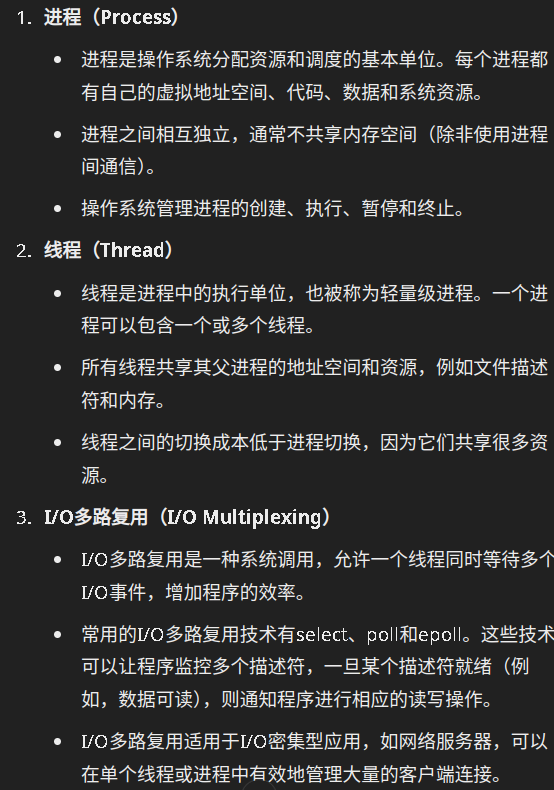 1. 进程（Process）
• 进程是操作系统分配资源和调度的基本单位。每个进程都
有自己的虚拟地址空间、代码、数据和系统资源。
• 进程之间相互独立，通常不共享内存空间（除非使用进程
间通信）。
• 操作系统管理进程的创建、执行、暂停和终止。
2. 线程（Thread）
• 线程是进程中的执行单位，也被称为轻量级进程。一个进
程可以包含一个或多个线程。
• 所有线程共享其父进程的地址空间和资源，例如文件描述
符和内存。
• 线程之间的切换成本低于进程切换，因为它们共享很多资
源。
3. I/O多路复用（I/O Multiplexing）
• I/O多路复用是一种系统调用，允许一个线程同时等待多个
I/O事件，增加程序的效率。
• 常用的I/O多路复用技术有select、poll和epoll。这些技术
可以让程序监控多个描述符，一旦某个描述符就绪（例
如，数据可读），则通知程序进行相应的读写操作。
• I/O多路复用适用于I/O密集型应用，如网络服务器，可以
在单个线程或进程中有效地管理大量的客户端连接。